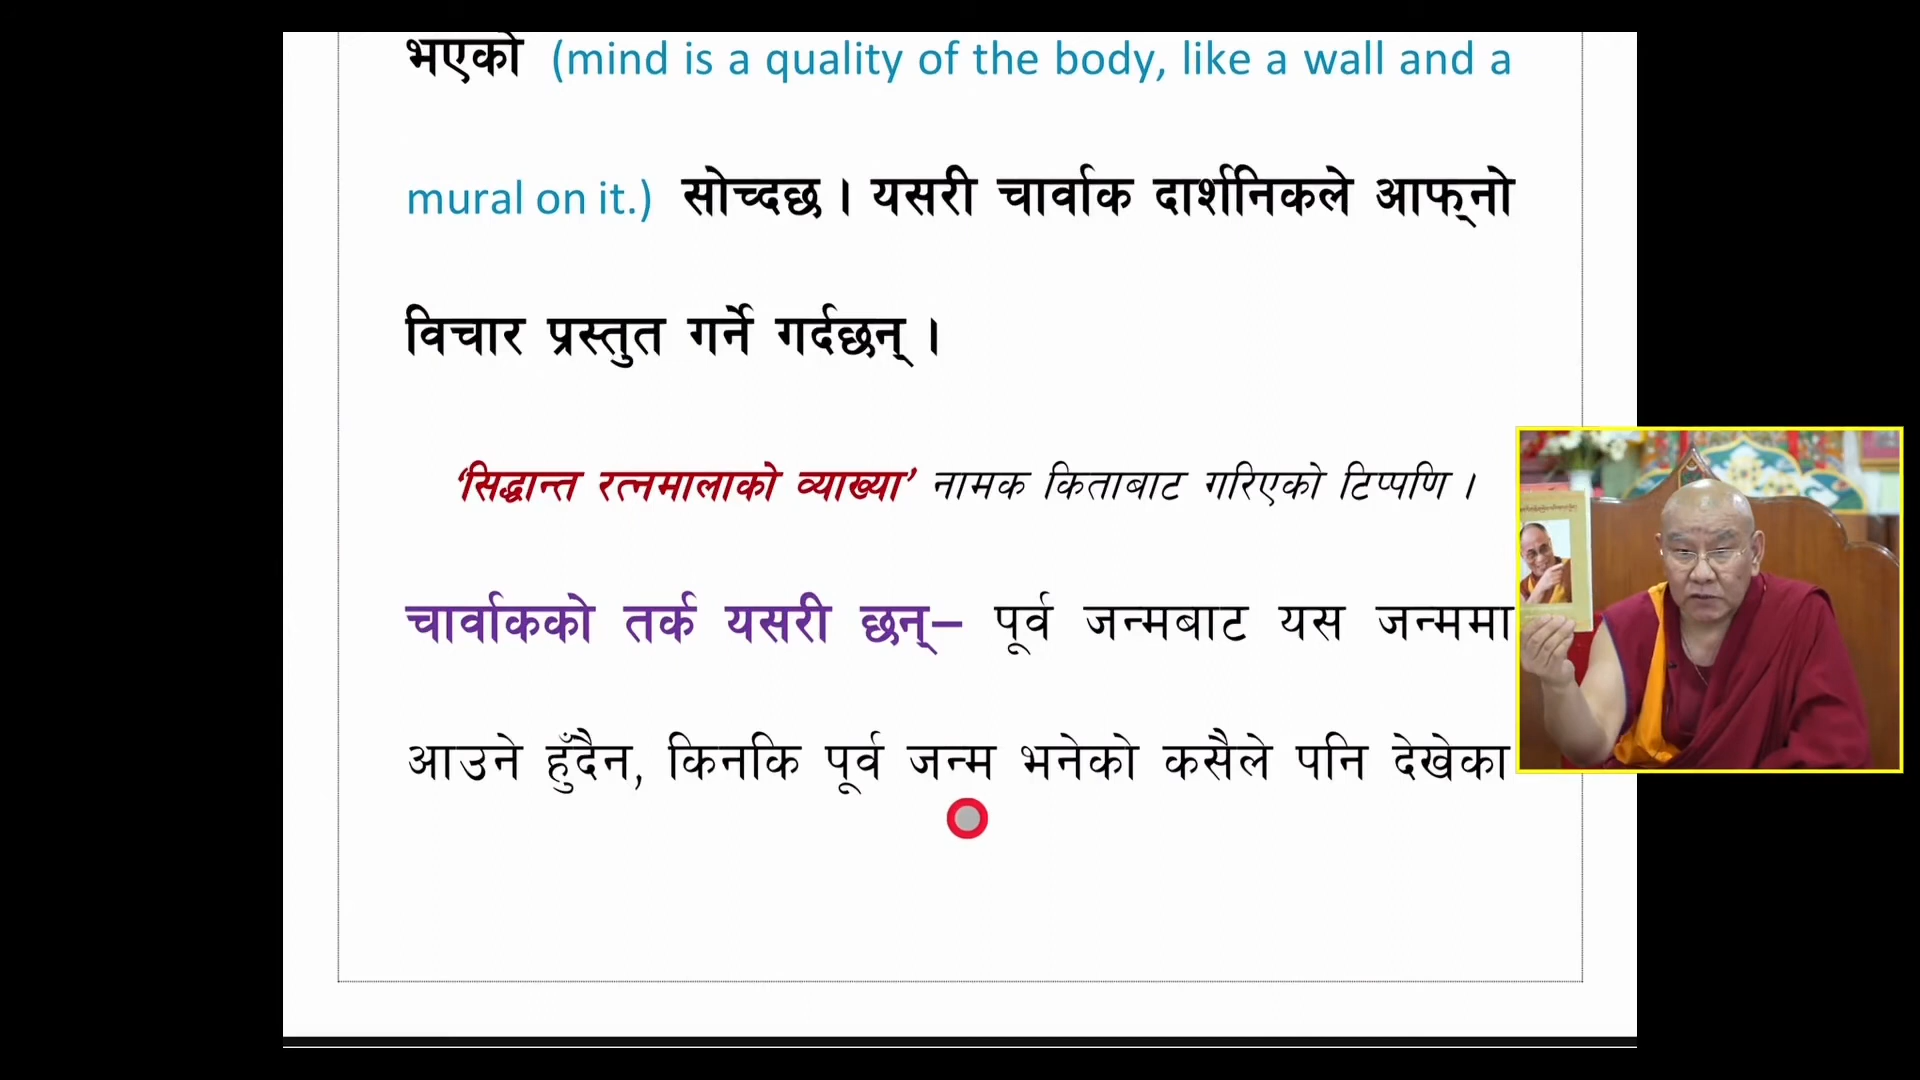 भएको (mind is a quality of the body, like a wall and a
mural on it.) सोच्दछ । यसरी चार्वाक दार्शनिकले आफ्‌नो
विचार प्रस्तुत गर्ने गर्दछन् ।
‘सिद्धान्त रत्नमालाको व्याख्या’ नामक किताबाट गरिएको टिप्पणि ।
चार्वाकको तर्क यसरी छन्– पूर्व जन्मबाट यस जन्ममा
आउने हुँदैन, किनकि पूर्व जन्म भनेको कसैले पनि देखेका